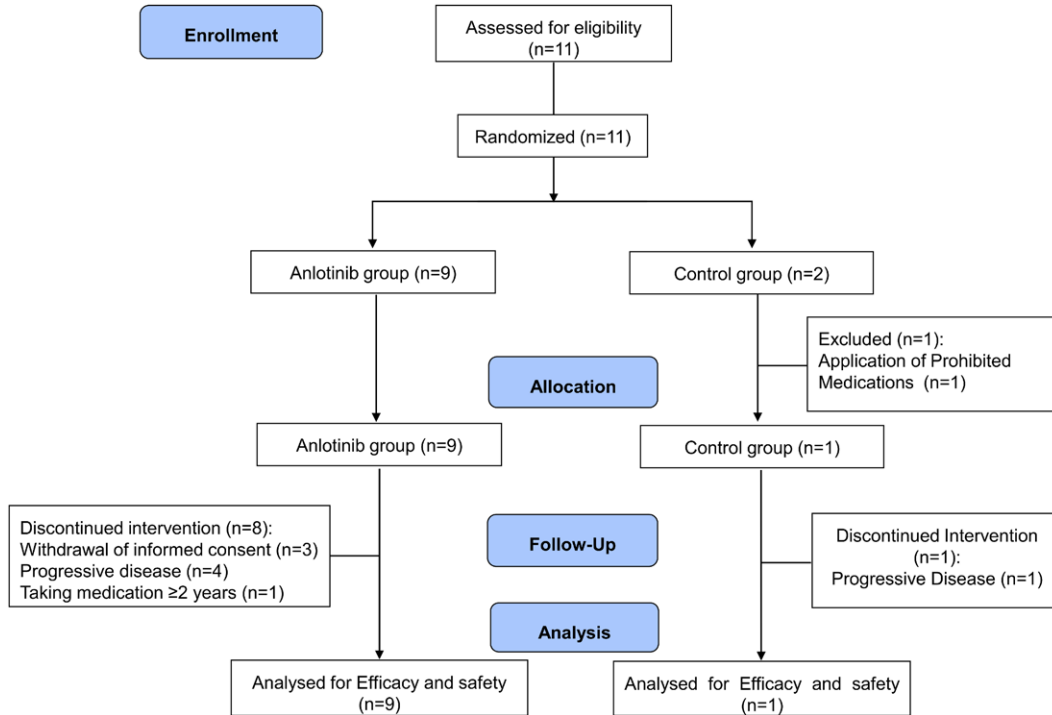 Enrollment
Assessed for eligibility
(n=11)
Randomized (n=11)
Anlotinib group (n=9)
Control group (n=2)
Excluded (n=1):
Application of Prohibited
Medications (n=1)
Allocation
Anlotinib group (n=9)
Control group (n=1)
Discontinued intervention (n=8):
Withdrawal of informed consent (n=3)
Progressive disease (n=4)
Taking medication ≥2 years (n=1)
Follow-Up
Discontinued Intervention
(n=1):
Progressive Disease (n=1)
Analysis
Analysed for Efficacy and safety
(n=9)
Analysed for Efficacy and safety
(n=1)